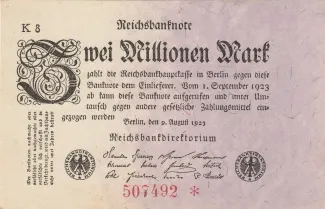 K 8
Reichsbanknote
Zwei Millionen Mark
zahlt die Reichsbankhauptkasse in Berlin gegen diese
Banknote dem Einlieferer. Vom 1. September 1923
ab kann diese Banknote aufgerufen und unter Um-
tausch gegen andere gesetzliche Zahlungsmittel ein-
gezogen werden
Berlin, den 9. August 1923
Reichsbankdirektorium
507492 *